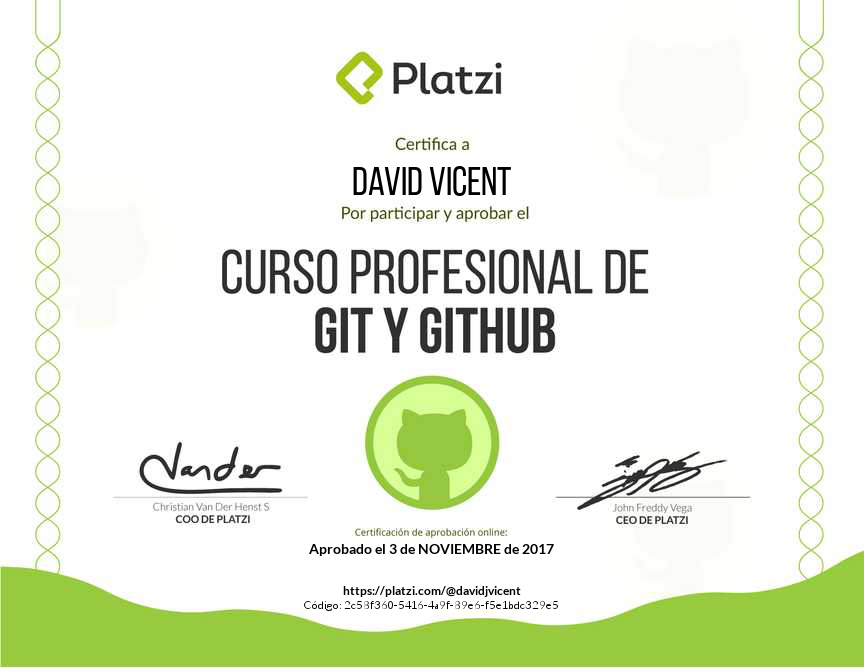 Platzi
Certifica a
DAVID VICENT
Por participar y aprobar el
CURSO PROFESIONAL DE
GIT Y GITHUB
Vander
Christian Van Der Henst S
COO DE PLATZI
John Freddy Vega
CEO DE PLATZI
Certificación de aprobación online:
Aprobado el 3 de NOVIEMBRE de 2017
https://platzi.com/@davidjvicent
Código: 2c58f360-5416-4a9f-89e6-f5e1bdc329e5